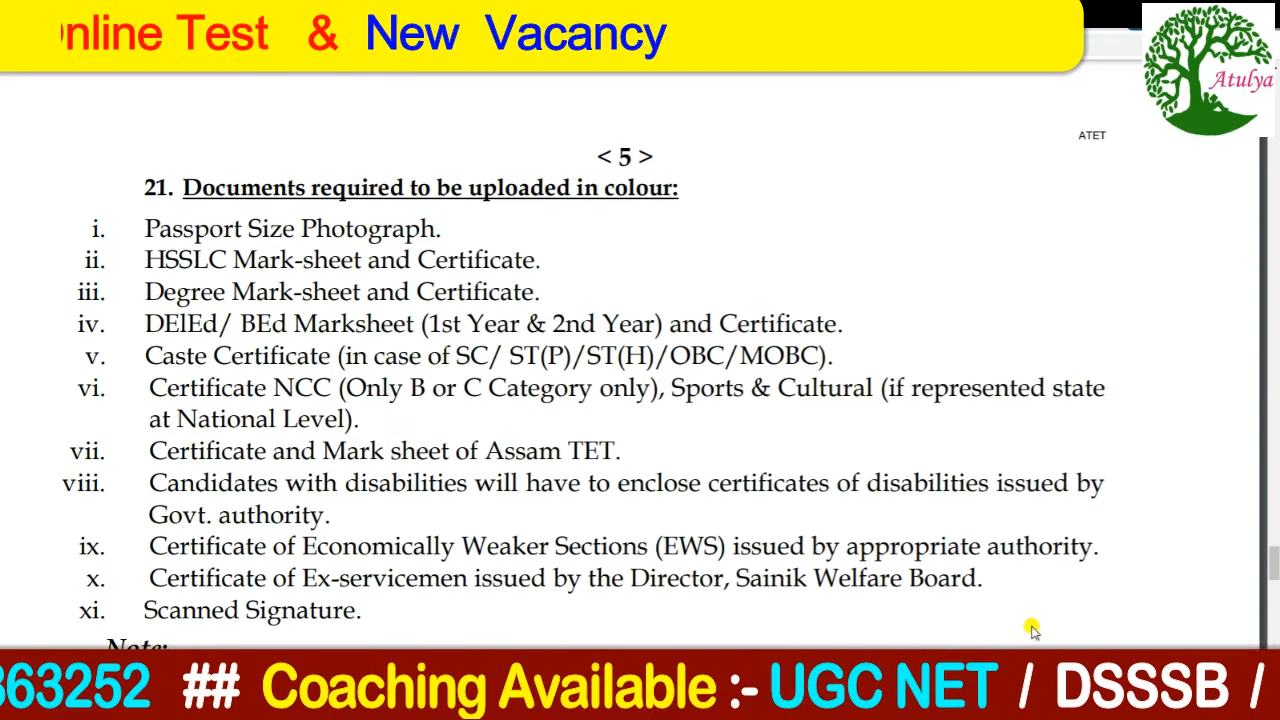 nline Test & New Vacancy
Atulya
ATET
< 5 >
21. Documents required to be uploaded in colour:
i. Passport Size Photograph.
ii. HSSLC Mark-sheet and Certificate.
iii. Degree Mark-sheet and Certificate.
iv. DElEd/ BEd Marksheet (1st Year & 2nd Year) and Certificate.
v. Caste Certificate (in case of SC/ ST(P)/ST(H)/OBC/MOBC).
vi. Certificate NCC (Only B or C Category only), Sports & Cultural (if represented state
at National Level).
vii. Certificate and Mark sheet of Assam TET.
viii. Candidates with disabilities will have to enclose certificates of disabilities issued by
Govt. authority.
ix. Certificate of Economically Weaker Sections (EWS) issued by appropriate authority.
x. Certificate of Ex-servicemen issued by the Director, Sainik Welfare Board.
xi. Scanned Signature.
Note:
363252 ## Coaching Available :- UGC NET / DSSSB /